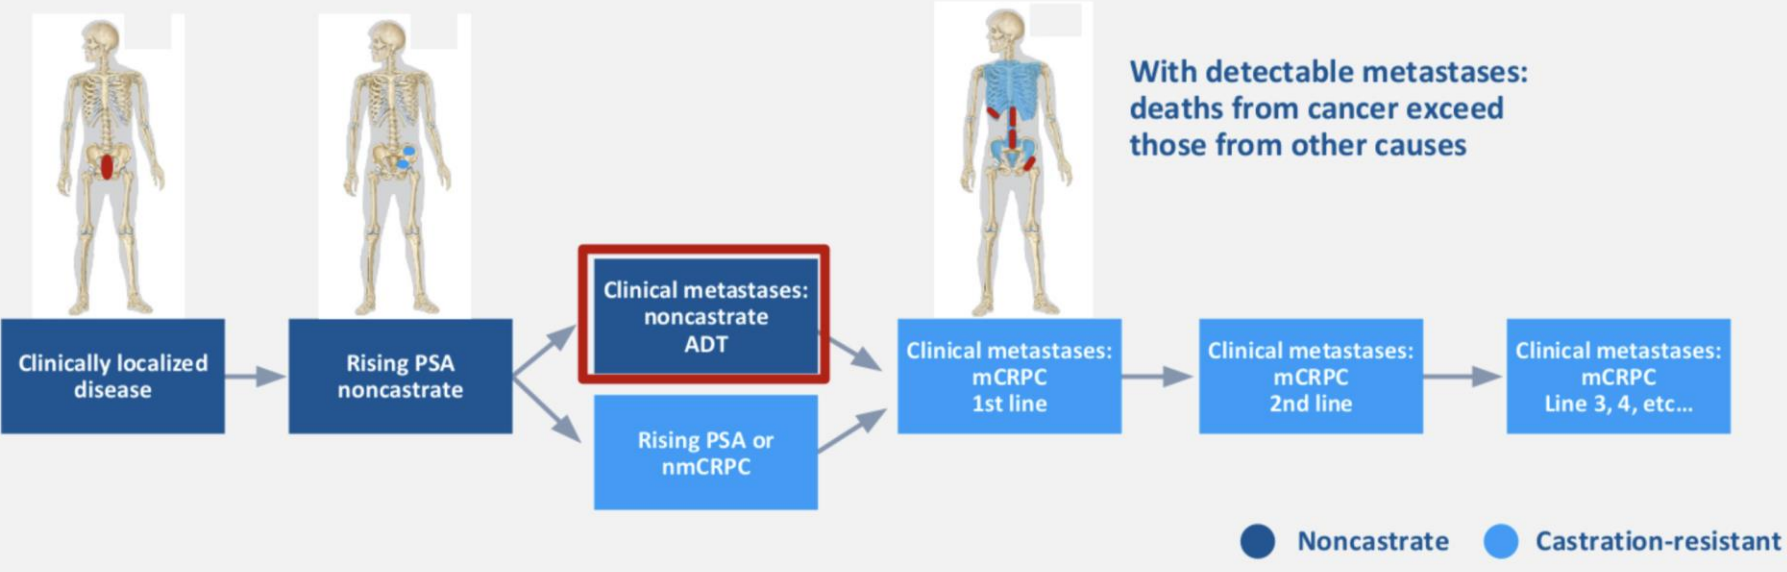 With detectable metastases:
deaths from cancer exceed
those from other causes
Clinically localized
disease
Rising PSA
noncastrate
Clinical metastases:
noncastrate
ADT
Rising PSA or
nmCRPC
Clinical metastases:
mCRPC
1st line
Clinical metastases:
mCRPC
2nd line
Clinical metastases:
mCRPC
Line 3, 4, etc...
Noncastrate
Castration-resistant